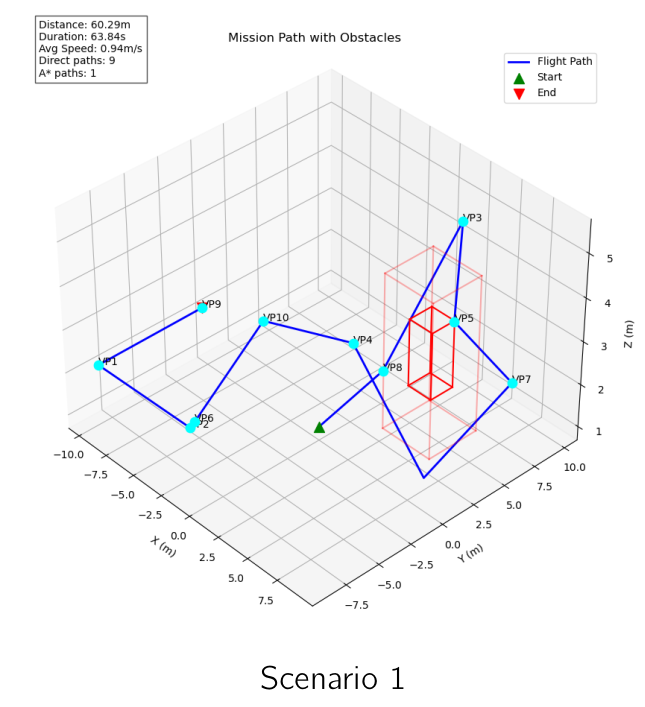 Distance: 60.29m
Duration: 63.84s
Avg Speed: 0.94m/s
Direct paths: 9
A* paths: 1
Mission Path with Obstacles
Flight Path
Start
End
VP3
VP9
VP10
VP5
VP4
VP1
VP8
VP7
VP6
VP2
5
4
3
2
1
Z (m)
−10.0
−7.5
−5.0
−2.5
0.0
2.5
5.0
7.5
X (m)
10.0
7.5
5.0
2.5
0.0
−2.5
−5.0
−7.5
Y (m)
Scenario 1